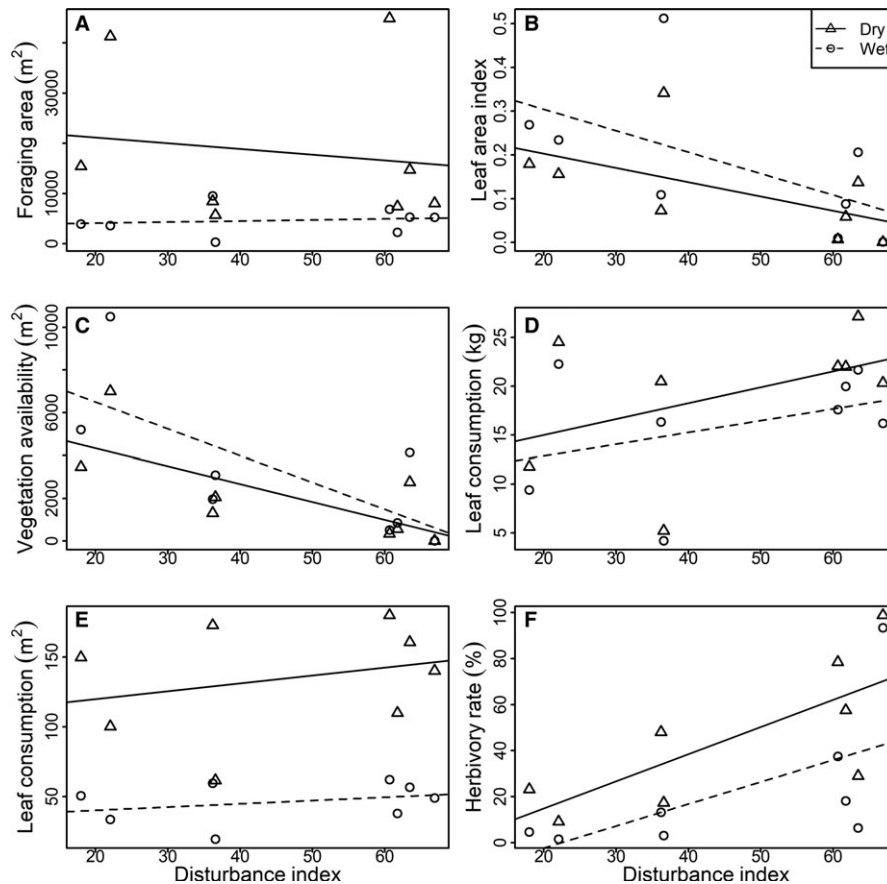 A
Foraging area (m²)
0
10000
30000
20 30 40 50 60
B
Leaf area index
0.0 0.1 0.2 0.3 0.4 0.5
20 30 40 50 60
Dry
Wet
C
Vegetation availability (m²)
0 2000 6000 10000
20 30 40 50 60
D
Leaf consumption (kg)
5 10 15 20 25
20 30 40 50 60
E
Leaf consumption (m²)
50 100 150
20 30 40 50 60
Disturbance index
F
Herbivory rate (%)
0 20 40 60 80 100
20 30 40 50 60
Disturbance index